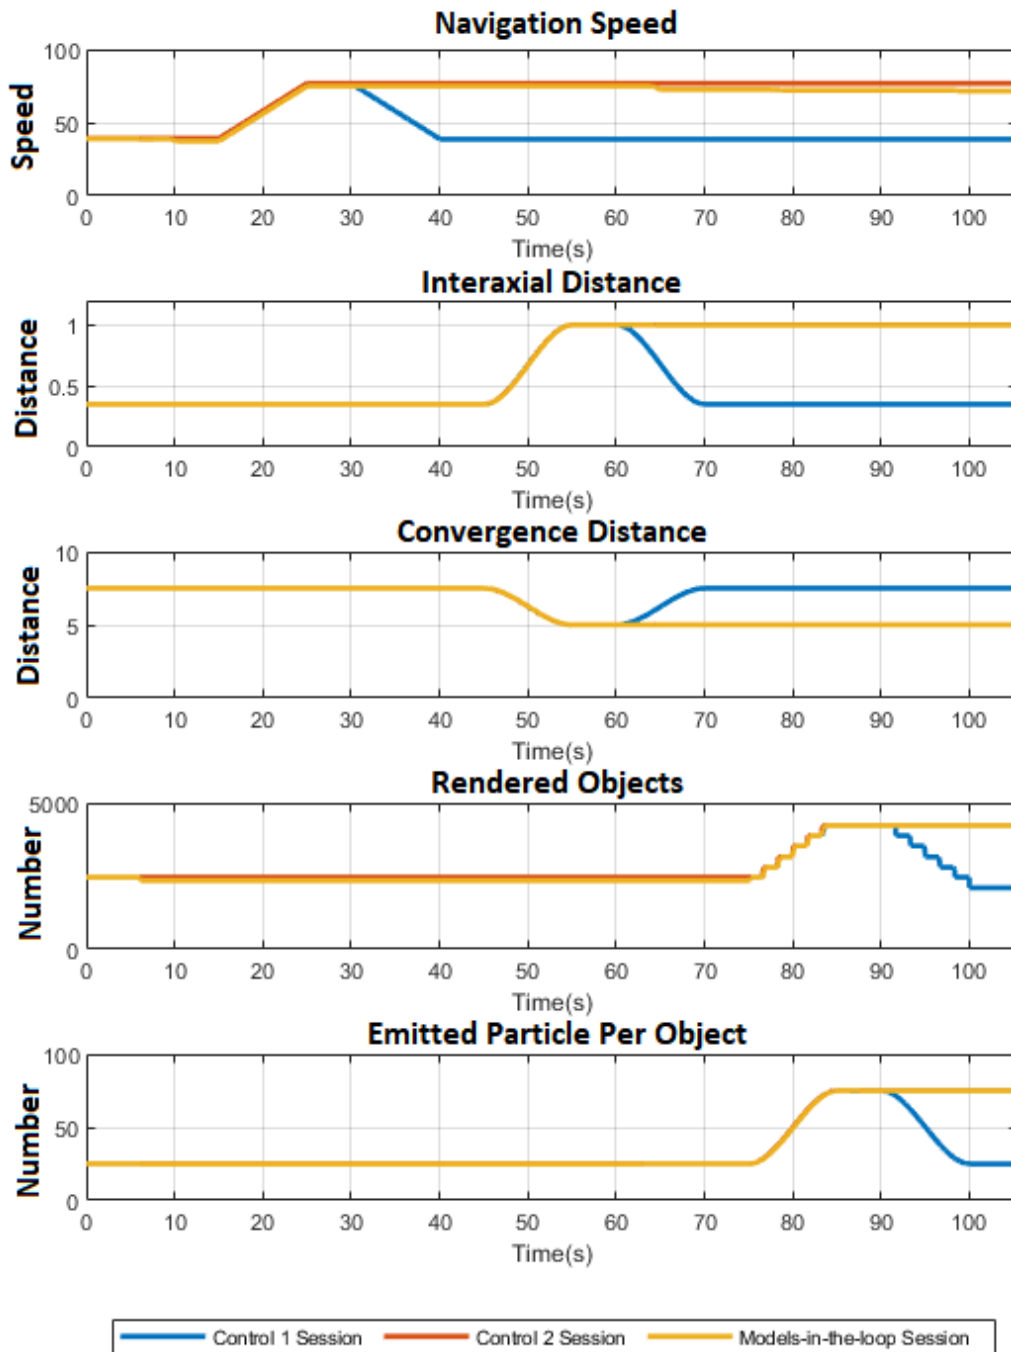 Navigation Speed
Speed
100
50
0
0 10 20 30 40 50 60 70 80 90 100
Time(s)
Interaxial Distance
Distance
1
0.5
0
0 10 20 30 40 50 60 70 80 90 100
Time(s)
Convergence Distance
Distance
10
5
0
0 10 20 30 40 50 60 70 80 90 100
Time(s)
Rendered Objects
Number
5000
0
0 10 20 30 40 50 60 70 80 90 100
Time(s)
Emitted Particle Per Object
Number
100
50
0
0 10 20 30 40 50 60 70 80 90 100
Time(s)
Control 1 Session Control 2 Session Models-in-the-loop Session